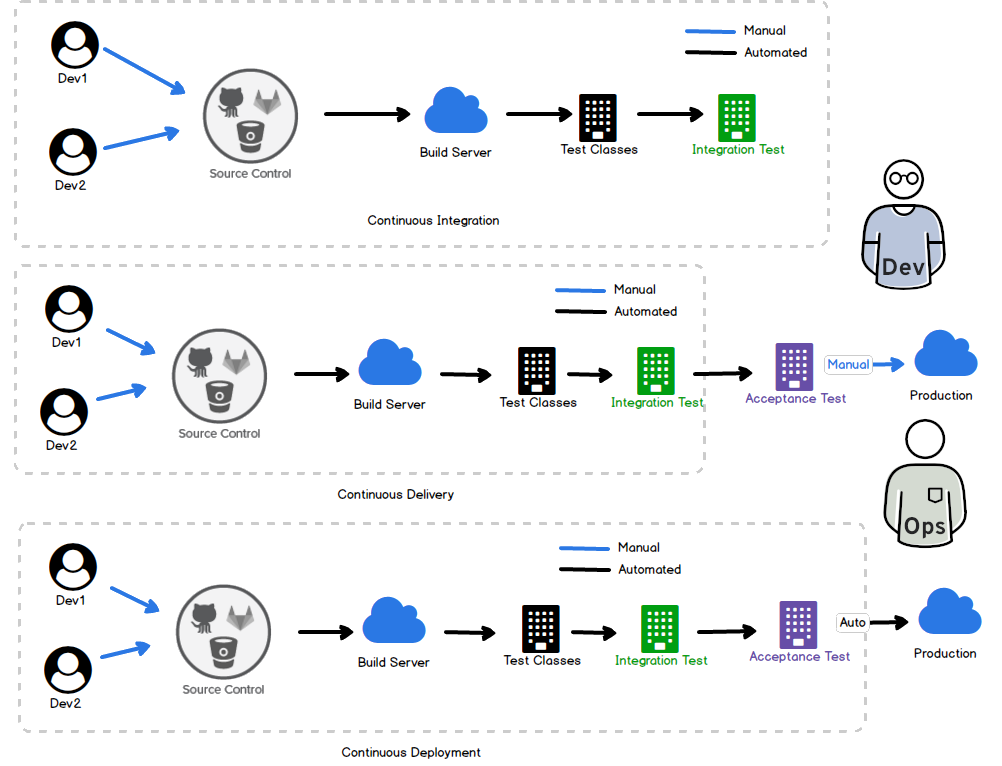 Manual
Automated
Dev1
Dev2
Source Control
Build Server
Test Classes
Integration Test
Continuous Integration
Dev
Manual
Automated
Dev1
Dev2
Source Control
Build Server
Test Classes
Integration Test
Acceptance Test
Manual
Production
Continuous Delivery
Ops
Manual
Automated
Dev1
Dev2
Source Control
Build Server
Test Classes
Integration Test
Acceptance Test
Auto
Production
Continuous Deployment